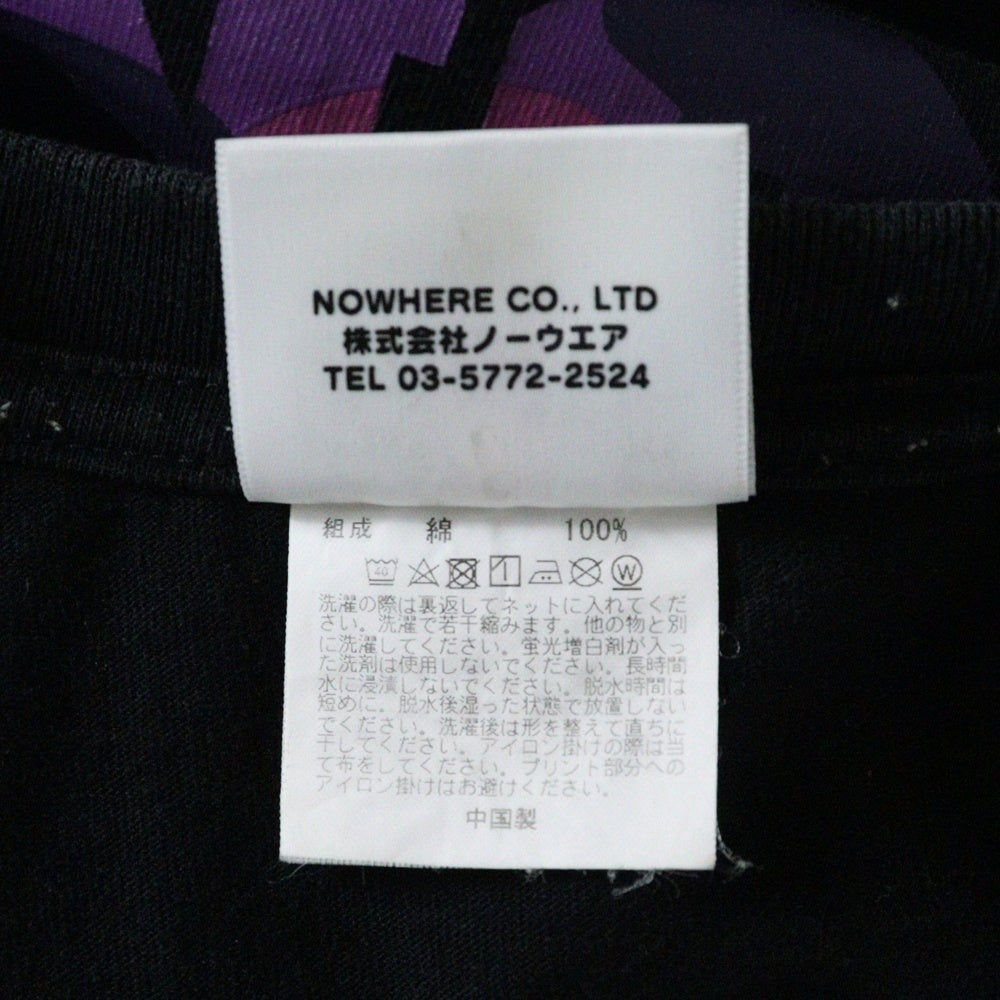 NOWHERE CO., LTD
株式会社ノーウエア
TEL 03-5772-2524
組成 綿 100%
40
W
洗濯の際は裏返してネットに入れてくだ
さい。洗濯で若干縮みます。他の物と別
に洗濯してください。蛍光増白剤が入っ
た洗剤は使用しないでください。長時間
水に浸漬しないでください。脱水時間は
短めに。脱水後湿った状態で放置しない
でください。洗濯後は形を整えて直ちに
干してください。アイロン掛けの際は当
て布をしてください。プリント部分への
アイロン掛けはお避けください。
中国製